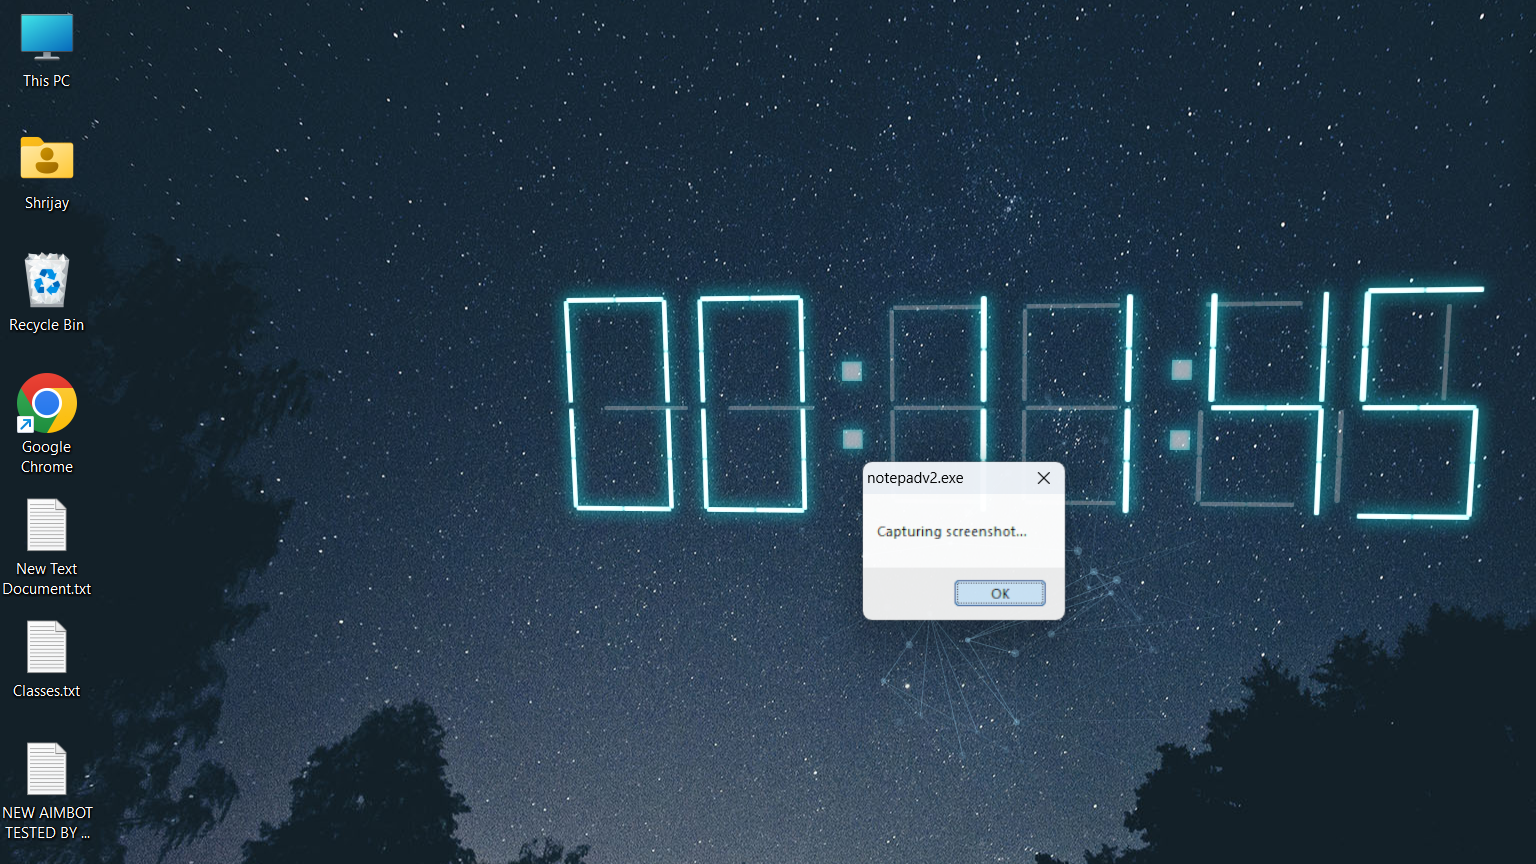 This PC
Shrijay
Recycle Bin
Google
Chrome
New Text
Document.txt
Classes.txt
NEW AIMBOT
TESTED BY ...
00:11:45
notepadv2.exe
Capturing screenshot...
OK